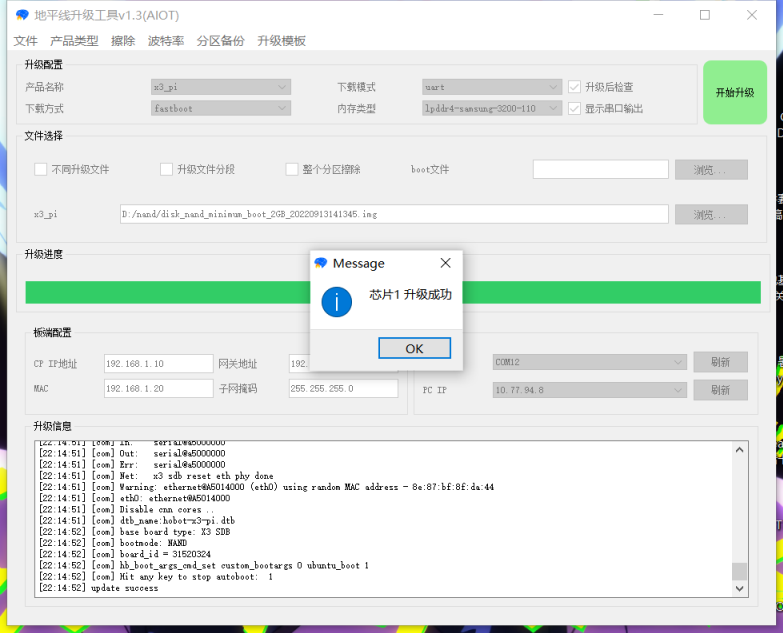 地平线升级工具v1.3(AIOT)
文件 产品类型 擦除 波特率 分区备份 升级模板
升级配置
产品名称 x3_pi 下载模式 uart 升级后检查
下载方式 fastboot 内存类型 lpddr4-samsung-3200-110 显示串口输出
开始升级
文件选择
不同升级文件 升级文件分段 整个分区擦除 boot文件 浏览...
x3_pi D:/nand/disk_nand_minimum_boot_2GB_20220913141345.img 浏览...
升级进度
Message
芯片1 升级成功
OK
板端配置
CP IP地址 192.168.1.10 网关地址 192. COM12 刷新
MAC 192.168.1.20 子网掩码 255.255.255.0 PC IP 10.77.94.8 刷新
升级信息
[22:14:51] [com] In: serial@a5000000
[22:14:51] [com] Out: serial@a5000000
[22:14:51] [com] Err: serial@a5000000
[22:14:51] [com] Net: x3 sdb reset eth phy done
[22:14:51] [com] Warning: ethernet@A5014000 (eth0) using random MAC address - 8e:87:bf:8f:da:44
[22:14:51] [com] eth0: ethernet@A5014000
[22:14:51] [com] Disable cnn cores ..
[22:14:51] [com] dtb_name:hobot-x3-pi.dtb
[22:14:52] [com] base board type: X3 SDB
[22:14:52] [com] bootmode: NAND
[22:14:52] [com] board_id = 31520324
[22:14:52] [com] hb_boot_args_cmd_set custom_bootargs 0 ubuntu_boot 1
[22:14:52] [com] Hit any key to stop autoboot: 1
[22:14:52] update success